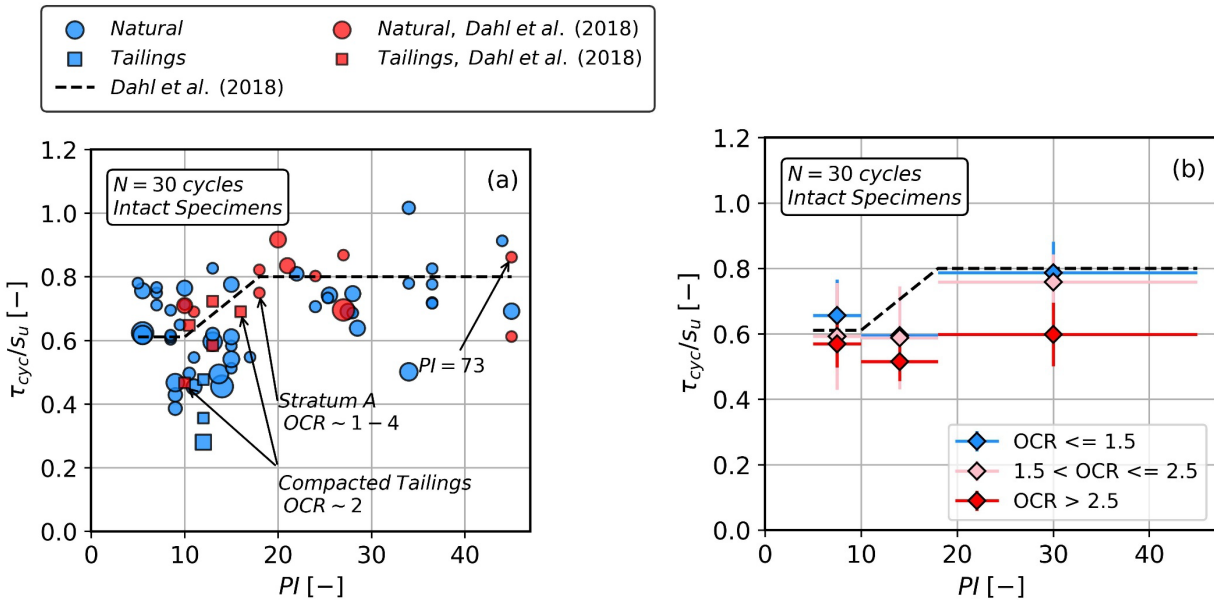 Natural
Natural, Dahl et al. (2018)
Tailings
Tailings, Dahl et al. (2018)
Dahl et al. (2018)
1.2
1.0
0.8
0.6
0.4
0.2
0.0
τcyc/su [−]
N = 30 cycles
Intact Specimens
(a)
PI = 73
Stratum A
OCR ~ 1 − 4
Compacted Tailings
OCR ~ 2
0 10 20 30 40
PI [−]
1.2
1.0
0.8
0.6
0.4
0.2
0.0
τcyc/su [−]
N = 30 cycles
Intact Specimens
(b)
OCR <= 1.5
1.5 < OCR <= 2.5
OCR > 2.5
0 10 20 30 40
PI [−]